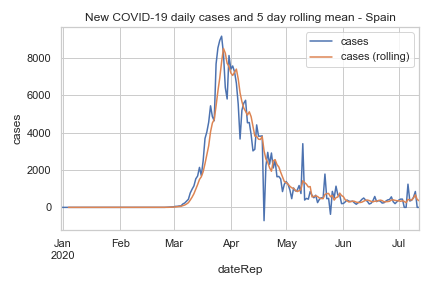 New COVID-19 daily cases and 5 day rolling mean - Spain
cases
cases (rolling)
8000
6000
4000
2000
0
cases
Jan
2020
Feb
Mar
Apr
May
Jun
Jul
dateRep